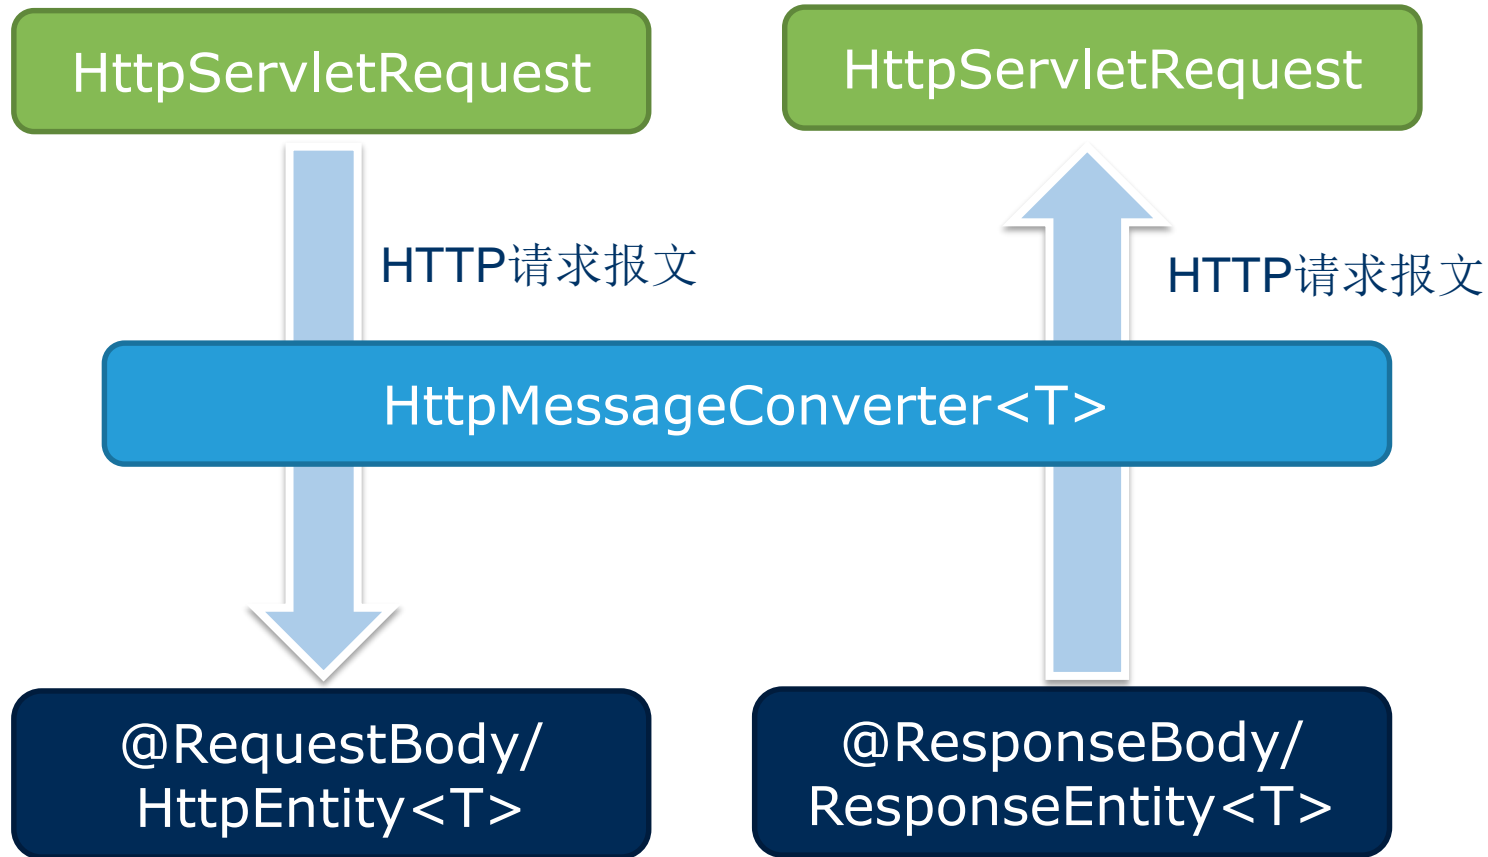 HttpServletRequest
HttpServletRequest
HTTP请求报文
HTTP请求报文
HttpMessageConverter<T>
@RequestBody/
HttpEntity<T>
@ResponseBody/
ResponseEntity<T>